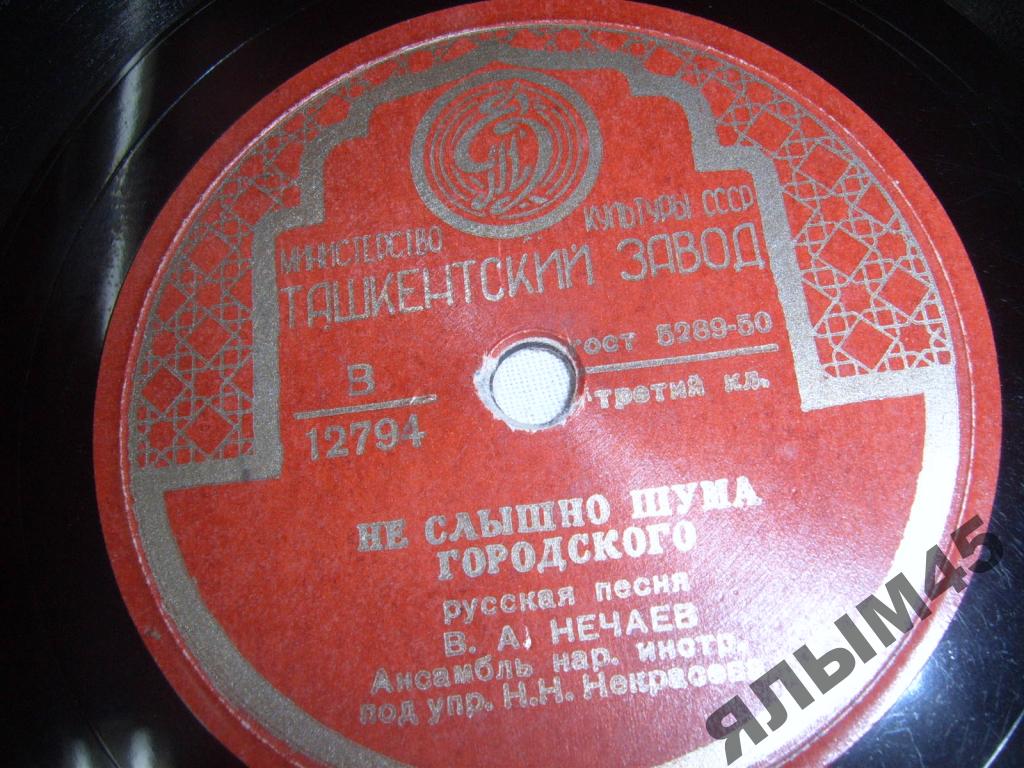 МИНИСТЕРСТВО КУЛЬТУРЫ СССР
ТАШКЕНТСКИЙ ЗАВОД
ГОСТ 5289-50
В
третий кл.
12794
НЕ СЛЫШНО ШУМА
ГОРОДСКОГО
русская песня
В. А. НЕЧАЕВ
Ансамбль нар. инстр.
под упр. Н.Н. Некрасова
ЯЛЫМ45